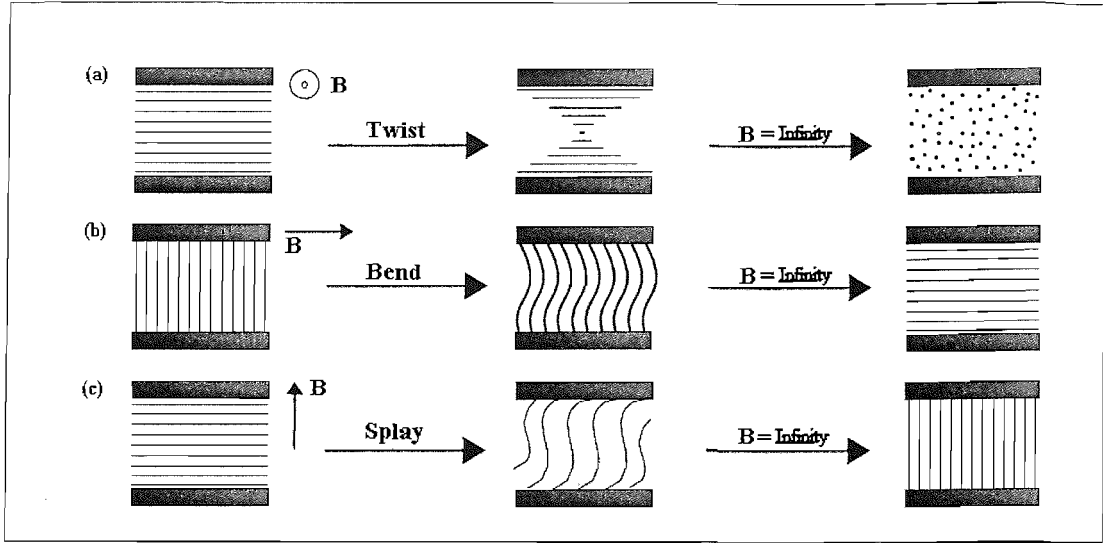 (a)
B
Twist
B = Infinity
(b)
B
Bend
B = Infinity
(c)
B
Splay
B = Infinity